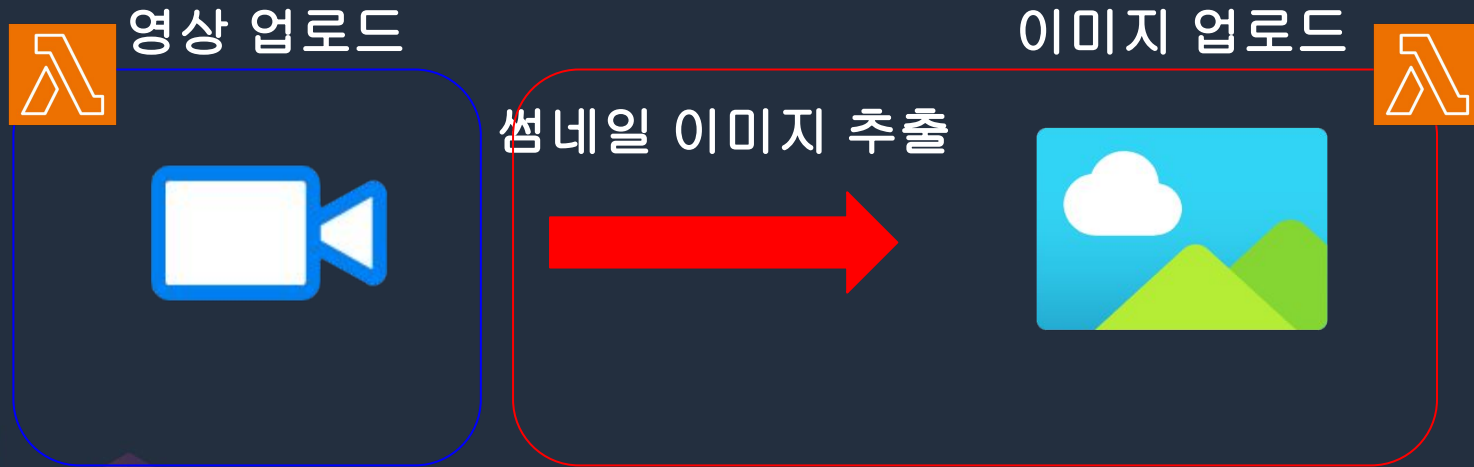 영상 업로드
이미지 업로드
썸네일 이미지 추출